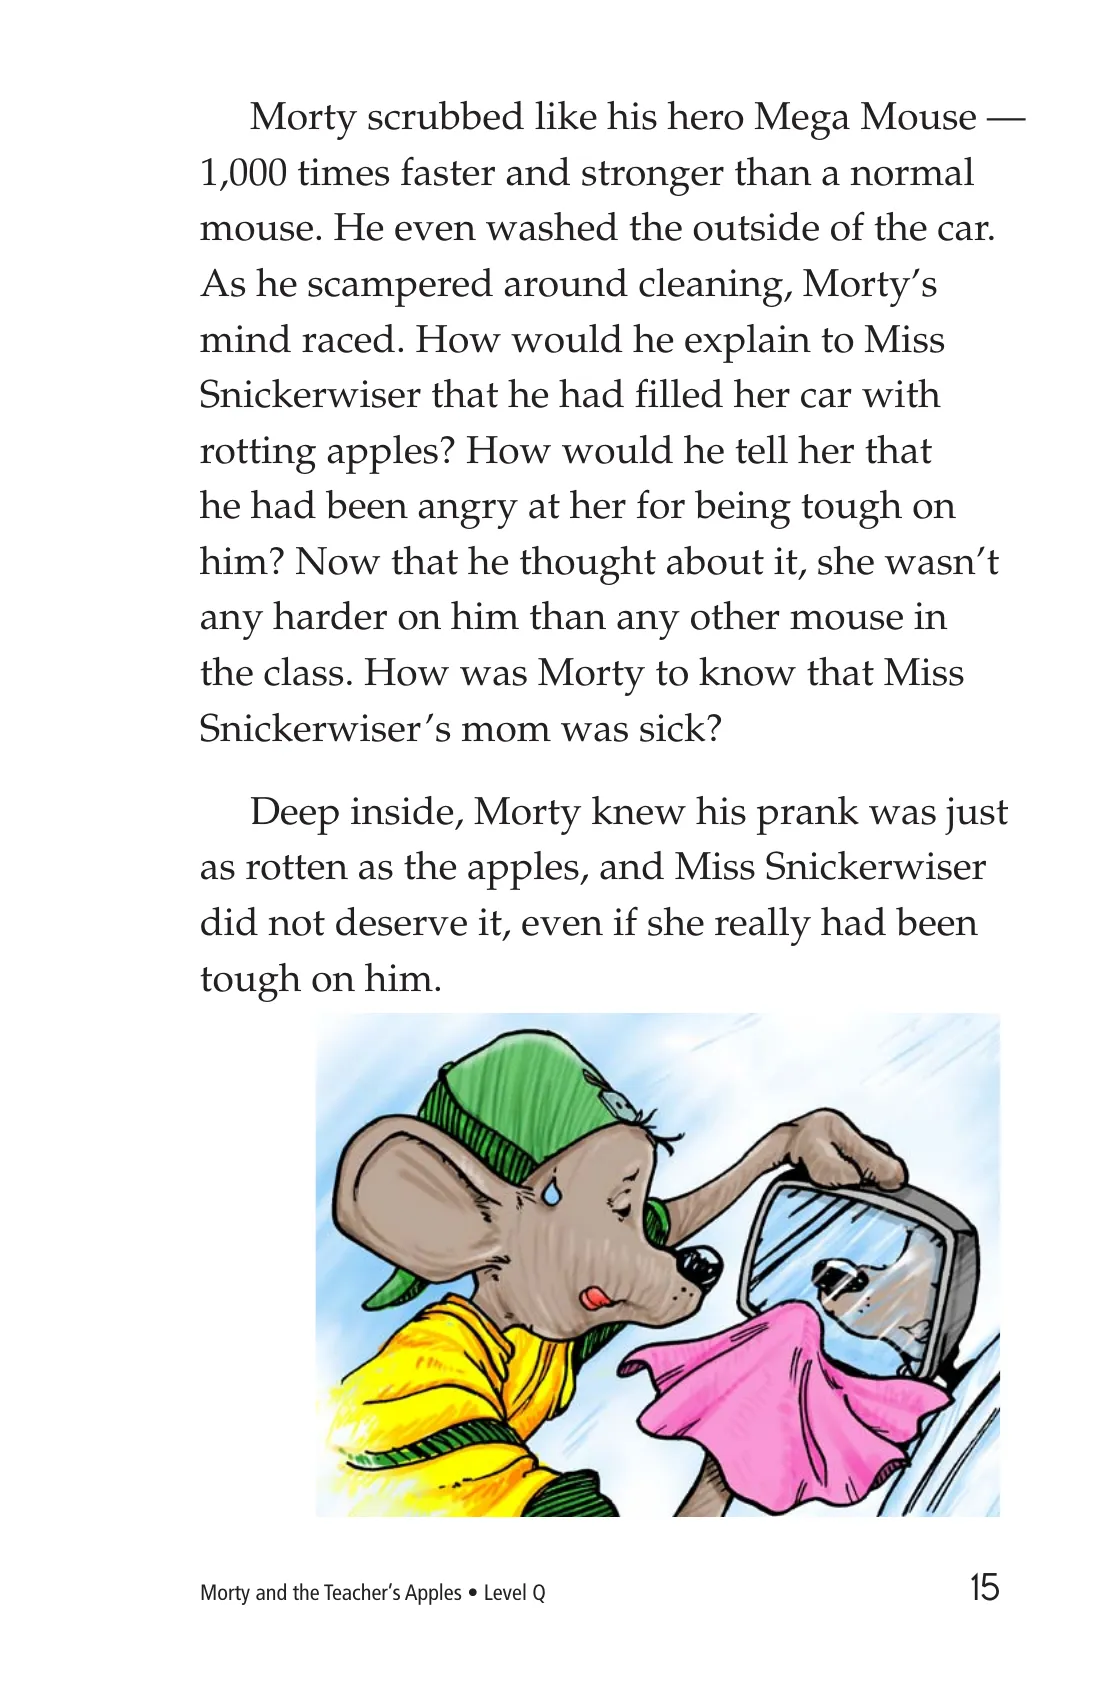 Morty scrubbed like his hero Mega Mouse —
1,000 times faster and stronger than a normal
mouse. He even washed the outside of the car.
As he scampered around cleaning, Morty’s
mind raced. How would he explain to Miss
Snickerwiser that he had filled her car with
rotting apples? How would he tell her that
he had been angry at her for being tough on
him? Now that he thought about it, she wasn’t
any harder on him than any other mouse in
the class. How was Morty to know that Miss
Snickerwiser’s mom was sick?
Deep inside, Morty knew his prank was just
as rotten as the apples, and Miss Snickerwiser
did not deserve it, even if she really had been
tough on him.
Morty and the Teacher’s Apples • Level Q
15